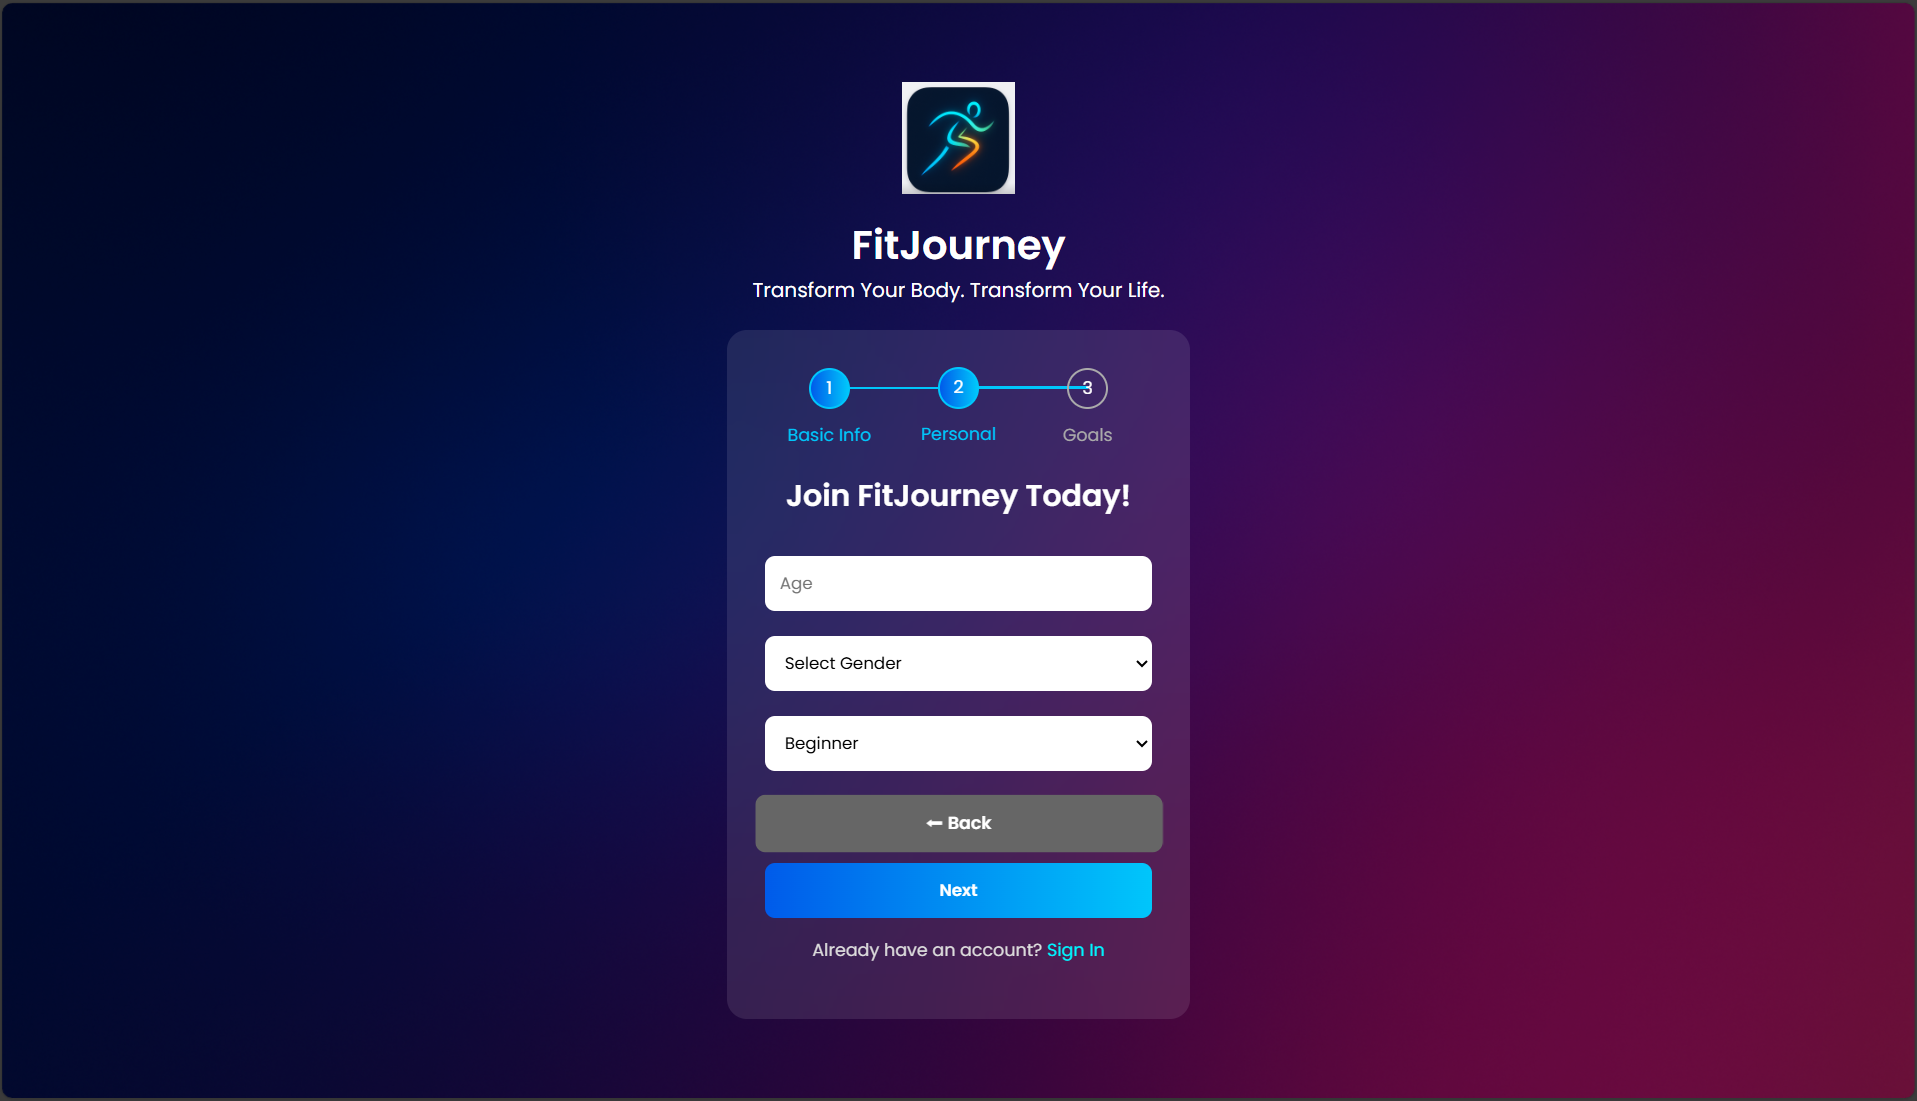 FitJourney
Transform Your Body. Transform Your Life.
1 2 3
Basic Info Personal Goals
Join FitJourney Today!
Age
Select Gender
Beginner
⬅ Back
Next
Already have an account? Sign In